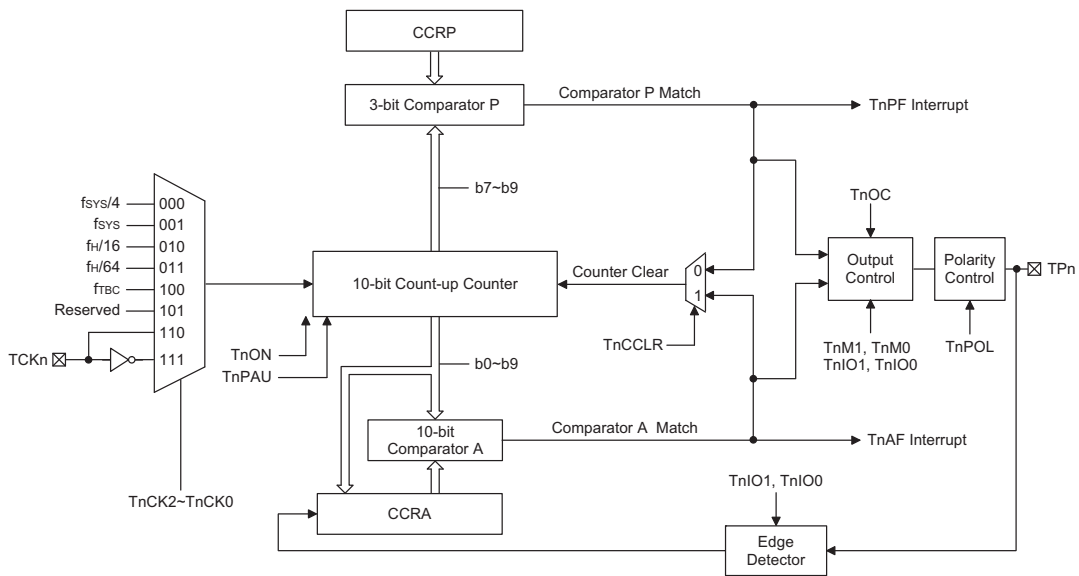 CCRP
3-bit Comparator P
Comparator P Match
TnPF Interrupt
b7~b9
fSYS/4
000
fSYS
001
fH/16
010
fH/64
011
fTBC
100
Reserved
101
110
TCKn
111
TnCK2~TnCK0
10-bit Count-up Counter
TnON
TnPAU
Counter Clear
0
1
TnCCLR
TnOC
Output
Control
TnM1, TnM0
TnIO1, TnIO0
Polarity
Control
TnPOL
TPn
b0~b9
10-bit
Comparator A
Comparator A Match
TnAF Interrupt
CCRA
TnIO1, TnIO0
Edge
Detector